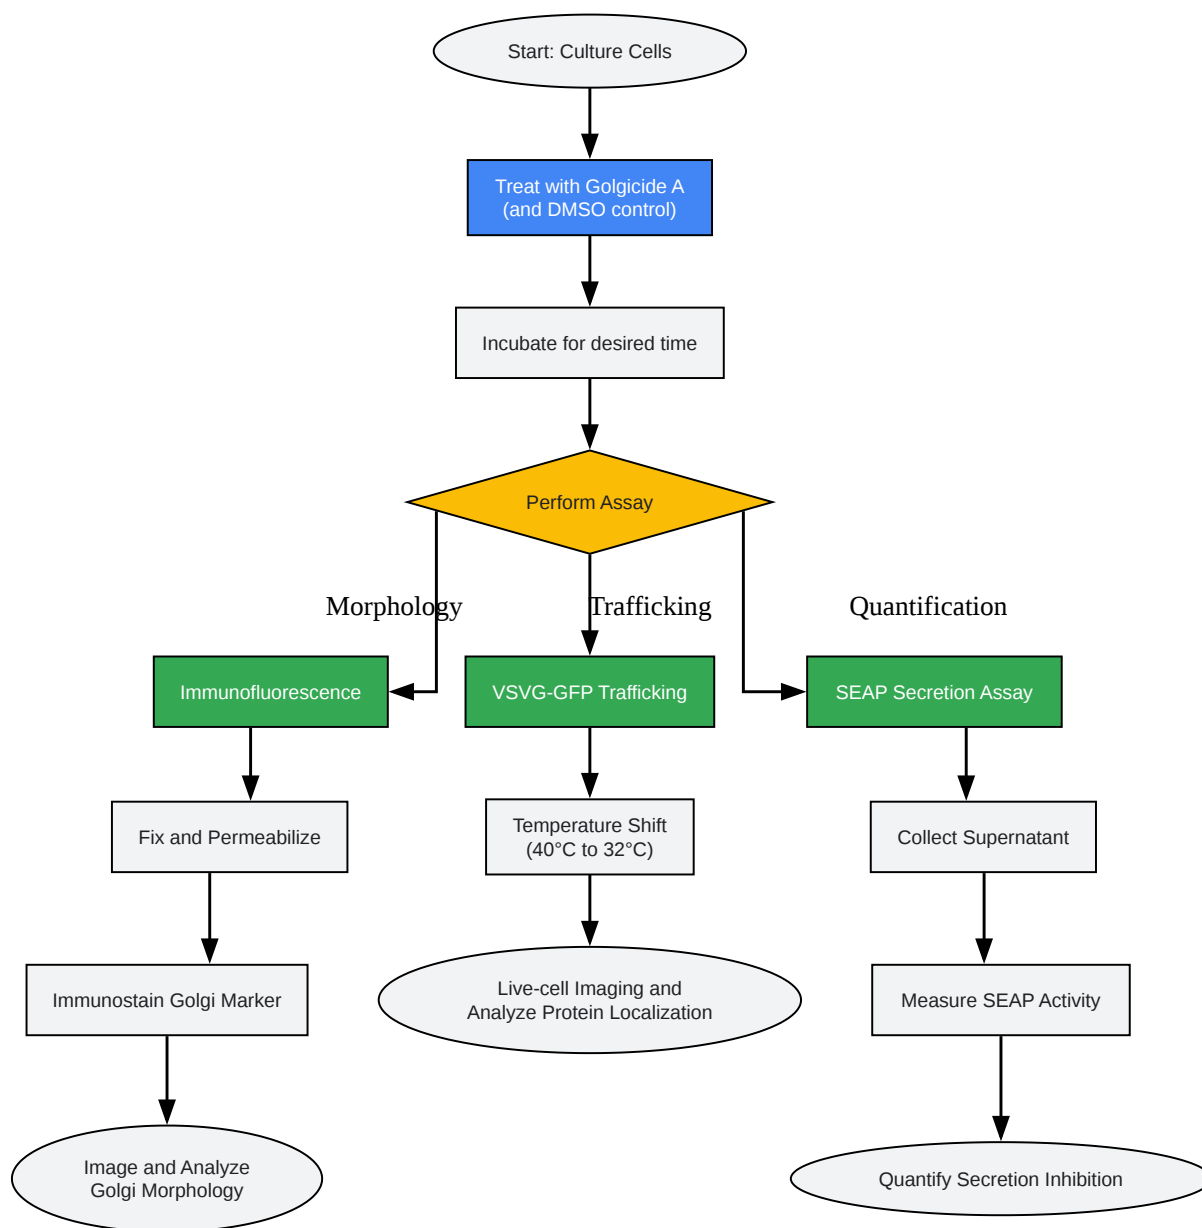 Start: Culture Cells
Treat with Golgicide A
(and DMSO control)
Incubate for desired time
Perform Assay
Morphology
Trafficking
Quantification
Immunofluorescence
VSVG-GFP Trafficking
SEAP Secretion Assay
Fix and Permeabilize
Temperature Shift
(40°C to 32°C)
Collect Supernatant
Immunostain Golgi Marker
Live-cell Imaging and
Analyze Protein Localization
Measure SEAP Activity
Image and Analyze
Golgi Morphology
Quantify Secretion Inhibition